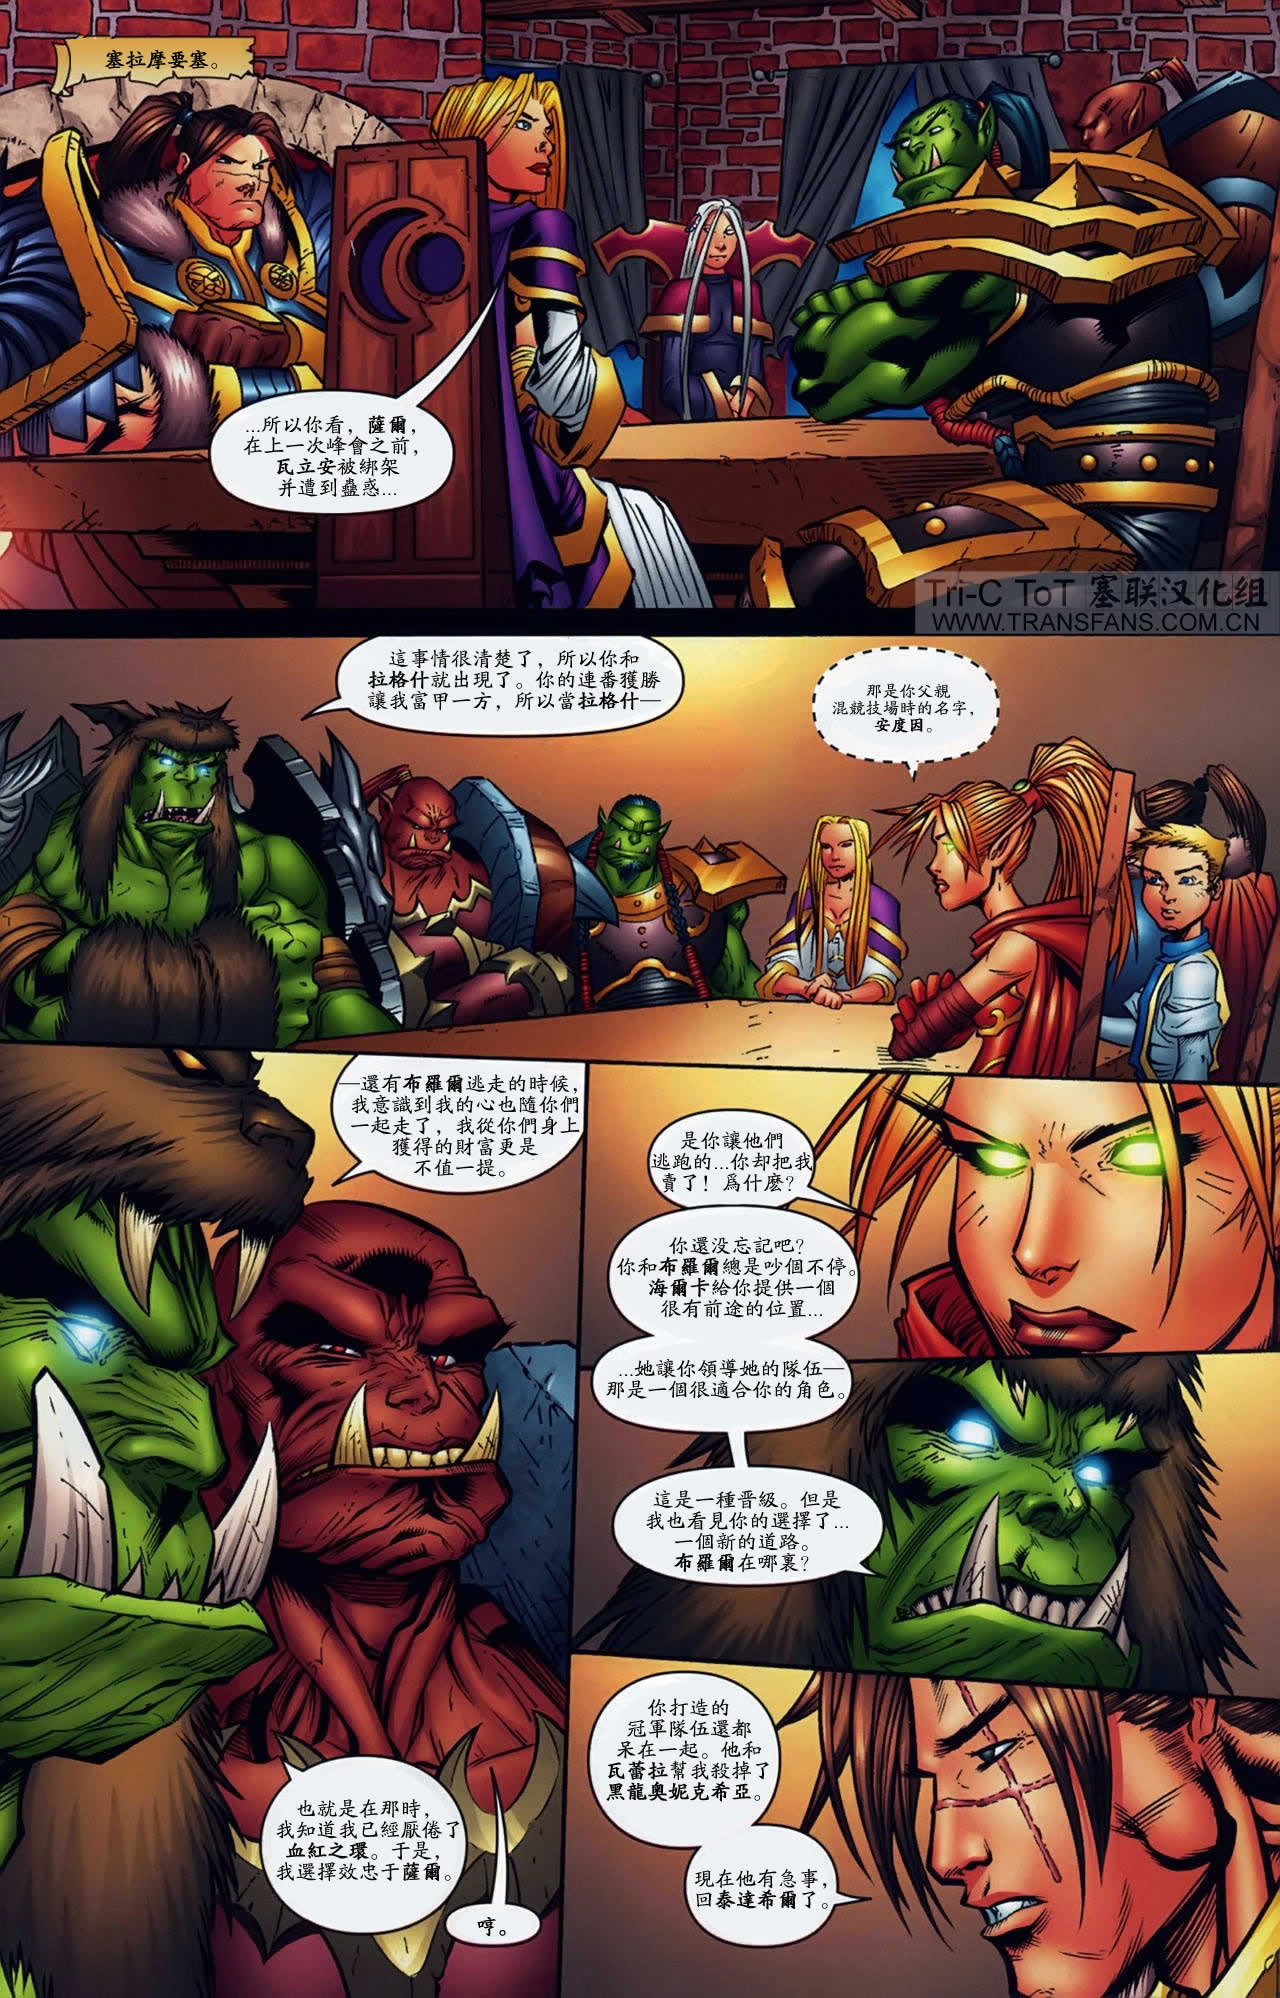 塞拉摩要塞。
…所以你看，薩爾，
在上一次峰會之前，
瓦立安被綁架
并遭到蠱惑…
Tri-C ToT 塞联汉化组
WWW.TRANSFANS.COM.CN
這事情很清楚了，所以你和
拉格什就出現了。你的連番獲勝
讓我富甲一方，所以當拉格什—
那是你父親
混競技場時的名字，
安度因。
—還有布羅爾逃走的時候，
我意識到我的心也隨你們
一起走了，我從你們身上
獲得的財富更是
不值一提。
是你讓他們
逃跑的…你却把我
賣了！爲什麽？
你還没忘記吧？
你和布羅爾總是吵個不停。
海爾卡給你提供一個
很有前途的位置…
…她讓你領導她的隊伍—
那是一個很適合你的角色。
這是一種晋級。但是
我也看見你的選擇了…
一個新的道路。
布羅爾在哪裏？
也就是在那時，
我知道我已經厭倦了
血紅之環。于是，
我選擇效忠于薩爾。
哼。
你打造的
冠軍隊伍還都
呆在一起。他和
瓦蕾拉幫我殺掉了
黑龍奥妮克希亞。
現在他有急事，
回泰達希爾了。